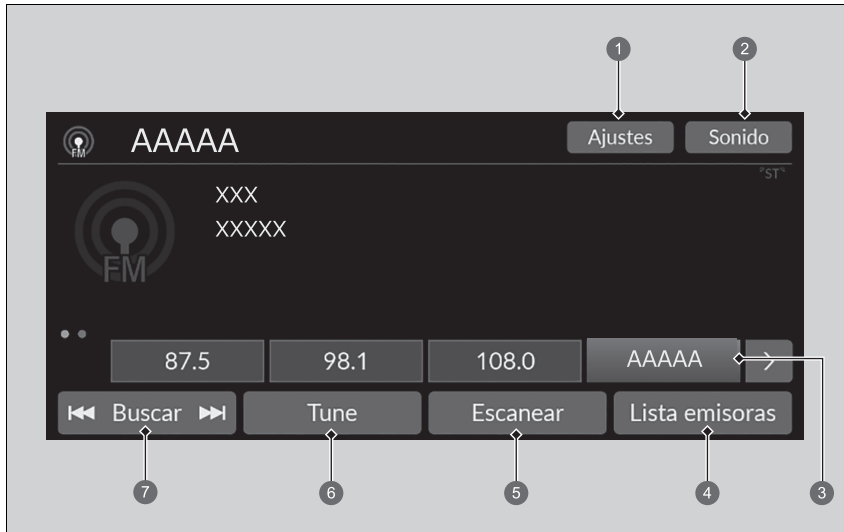 1 2
FM AAAAA Ajustes Sonido
ST
XXX
XXXXX
FM
87.5 98.1 108.0 AAAAA >
3
Buscar Tune Escanear Lista emisoras
7 6 5 4